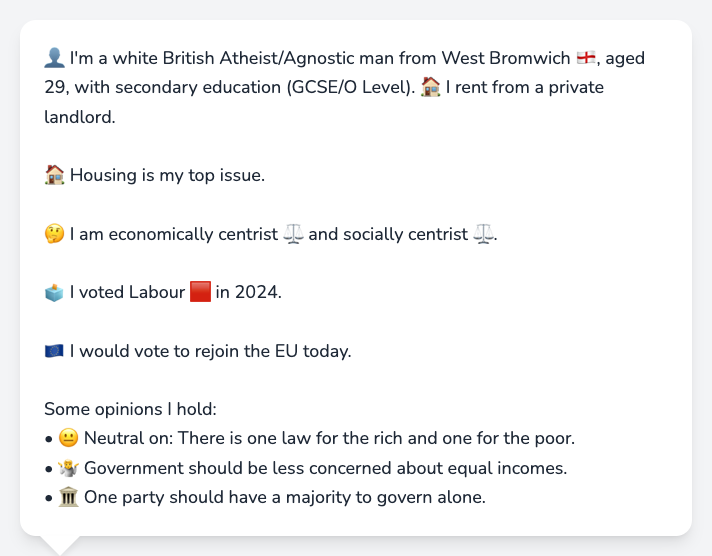 👤 I'm a white British Atheist/Agnostic man from West Bromwich 🏴󠁧󠁢󠁥󠁮󠁧󠁿, aged
29, with secondary education (GCSE/O Level). 🏠 I rent from a private
landlord.
🏠 Housing is my top issue.
🤔 I am economically centrist ⚖️ and socially centrist ⚖️.
🗳️ I voted Labour 🟥 in 2024.
🇪🇺 I would vote to rejoin the EU today.
Some opinions I hold:
• 😐 Neutral on: There is one law for the rich and one for the poor.
• 🤷 Government should be less concerned about equal incomes.
• 🏛️ One party should have a majority to govern alone.